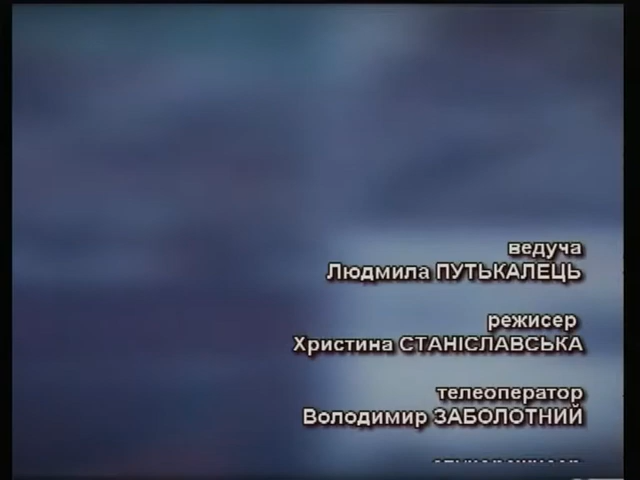 ведуча
Людмила ПУТЬКАЛЕЦЬ
режисер
Христина СТАНІСЛАВСЬКА
телеоператор
Володимир ЗАБОЛОТНИЙ